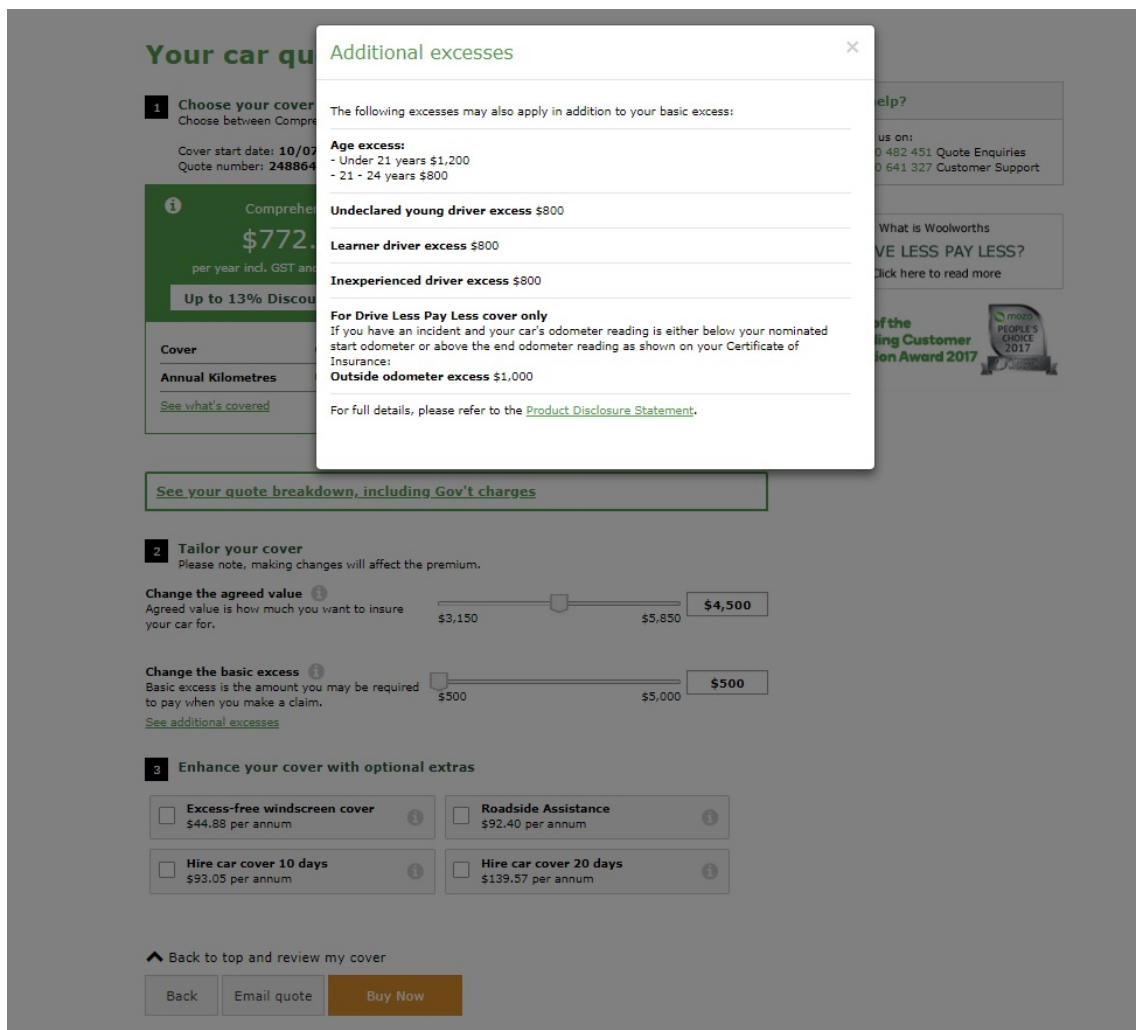 Your car qu
1 Choose your cover
Choose between Compre
Cover start date: 10/07
Quote number: 248864
Comprehe
$772.
per year incl. GST and
Up to 13% Discou
Cover
Annual Kilometres
See what's covered
Additional excesses
×
The following excesses may also apply in addition to your basic excess:
Age excess:
- Under 21 years $1,200
- 21 - 24 years $800
Undeclared young driver excess $800
Learner driver excess $800
Inexperienced driver excess $800
For Drive Less Pay Less cover only
If you have an incident and your car's odometer reading is either below your nominated
start odometer or above the end odometer reading as shown on your Certificate of
Insurance:
Outside odometer excess $1,000
For full details, please refer to the Product Disclosure Statement.
elp?
us on:
0 482 451 Quote Enquiries
0 641 327 Customer Support
What is Woolworths
VE LESS PAY LESS?
Click here to read more
of the
ling Customer
ion Award 2017
mozo
PEOPLE'S
CHOICE
2017
See your quote breakdown, including Gov't charges
2 Tailor your cover
Please note, making changes will affect the premium.
Change the agreed value
Agreed value is how much you want to insure
your car for.
$3,150 $5,850
$4,500
Change the basic excess
Basic excess is the amount you may be required
to pay when you make a claim.
$500 $5,000
$500
See additional excesses
3 Enhance your cover with optional extras
Excess-free windscreen cover
$44.88 per annum
Roadside Assistance
$92.40 per annum
Hire car cover 10 days
$93.05 per annum
Hire car cover 20 days
$139.57 per annum
Back to top and review my cover
Back Email quote Buy Now